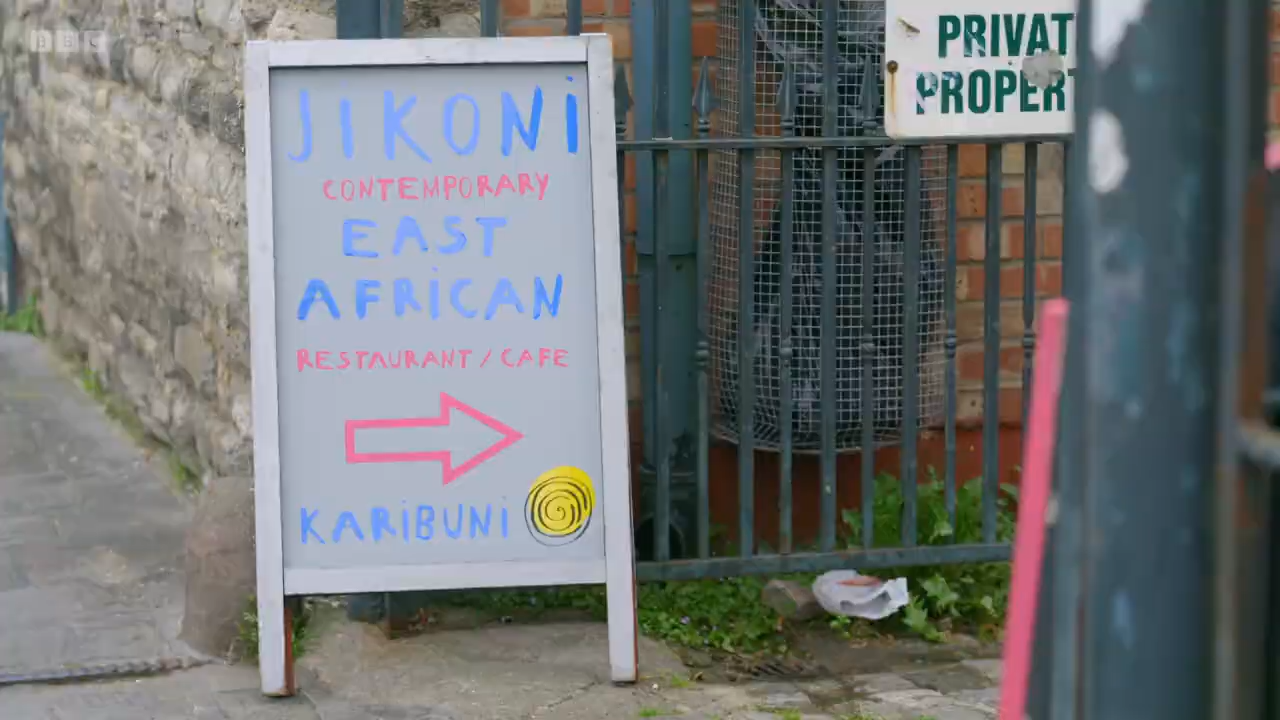 BBC
JIKONi
CONTEMPORARY
EAST
AFRiCAN
RESTAURANT / CAFE
KARiBUNi
PRIVAT
PROPERT